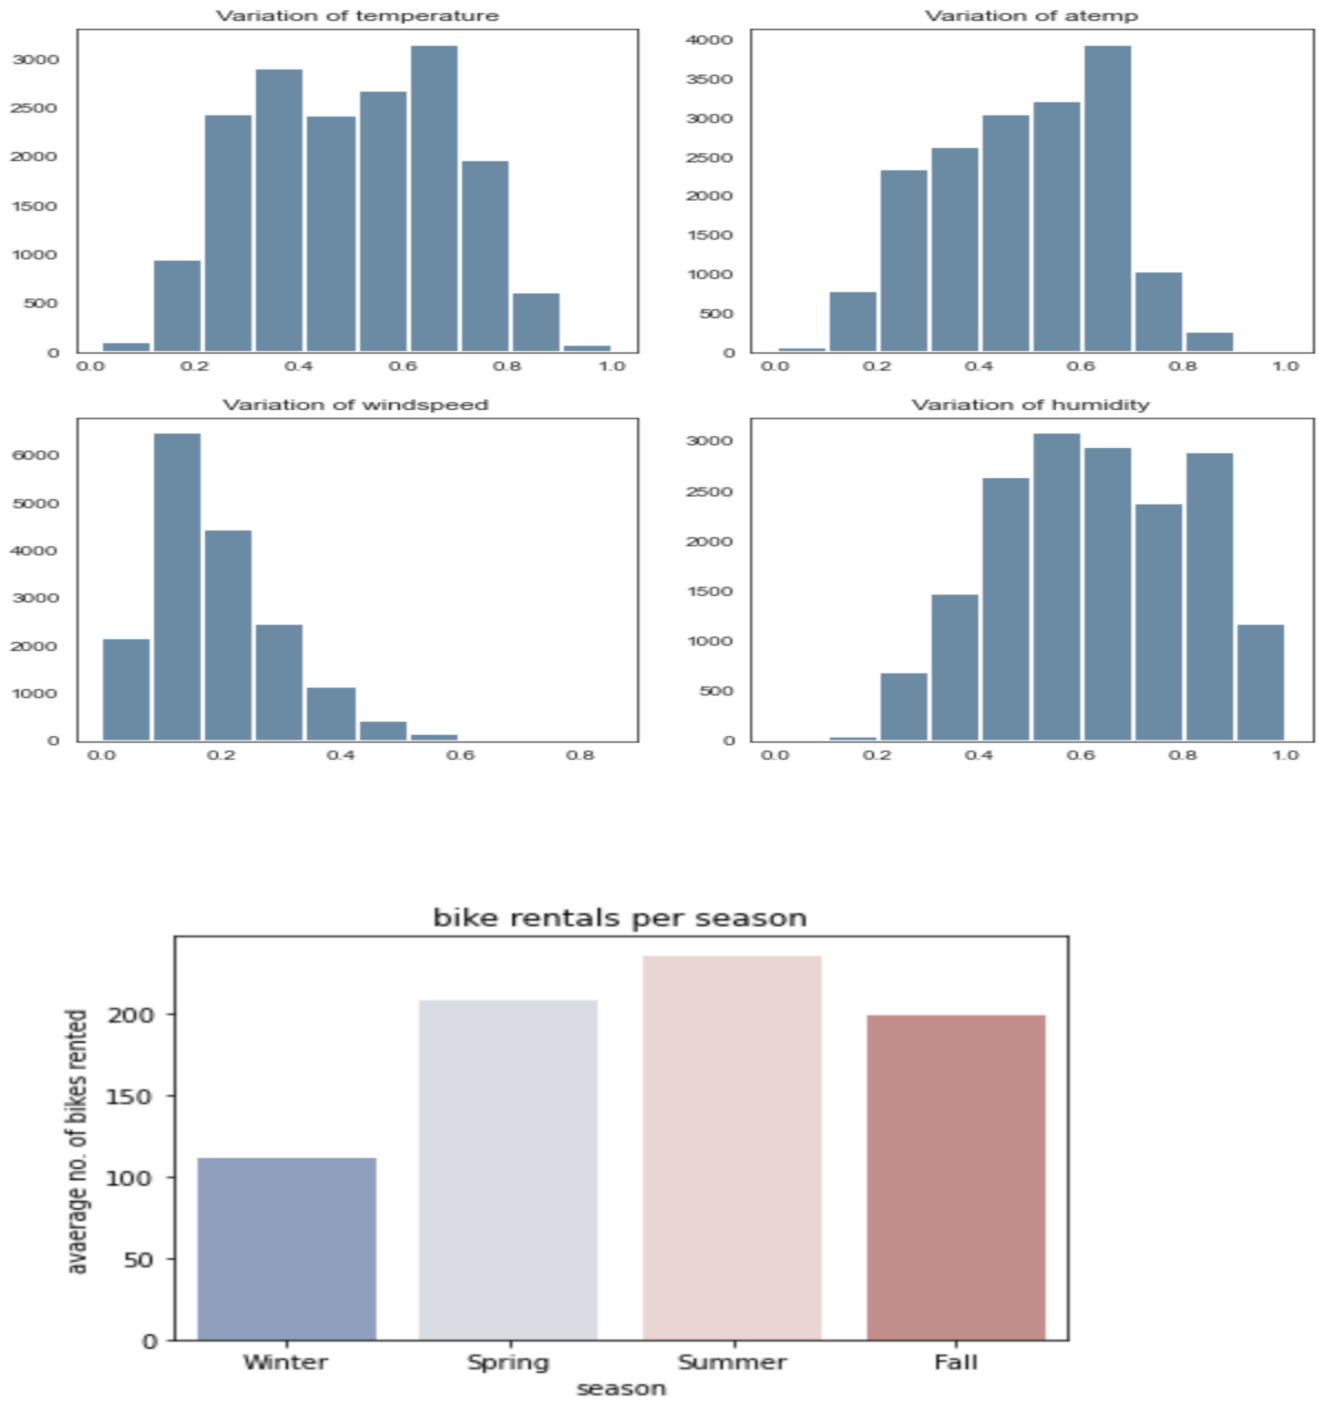 Variation of temperature
3000
2500
2000
1500
1000
500
0
0.0 0.2 0.4 0.6 0.8 1.0
Variation of atemp
4000
3500
3000
2500
2000
1500
1000
500
0
0.0 0.2 0.4 0.6 0.8 1.0
Variation of windspeed
6000
5000
4000
3000
2000
1000
0
0.0 0.2 0.4 0.6 0.8
Variation of humidity
3000
2500
2000
1500
1000
500
0
0.0 0.2 0.4 0.6 0.8 1.0
bike rentals per season
avaerage no. of bikes rented
200
150
100
50
0
Winter Spring Summer Fall
season